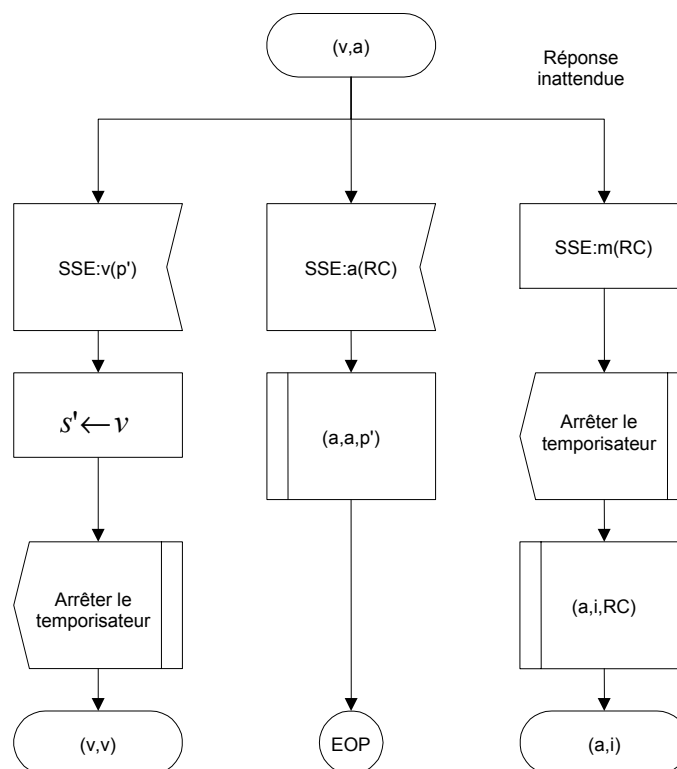 (v,a)
Réponse
inattendue
SSE:v(p')
SSE:a(RC)
SSE:m(RC)
s'←v
(a,a,p')
Arrêter le
temporisateur
Arrêter le
temporisateur
(a,i,RC)
(v,v)
EOP
(a,i)